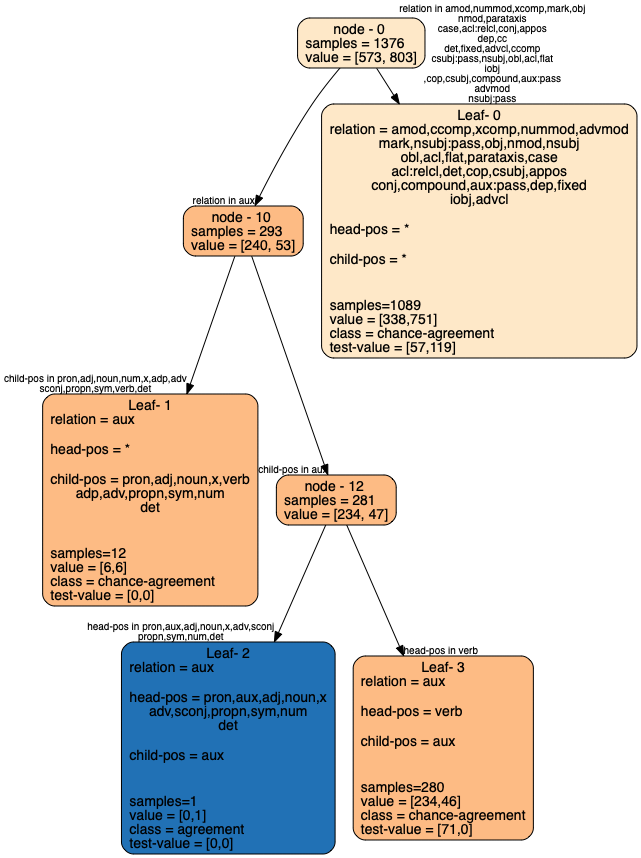 relation in amod,nummod,xcomp,mark,obj
nmod,parataxis
case,acl:relcl,conj,appos
dep,cc
det,fixed,advcl,ccomp
csubj:pass,nsubj,obl,acl,flat
iobj
,cop,csubj,compound,aux:pass
advmod
nsubj:pass
node - 0
samples = 1376
value = [573, 803]
Leaf- 0
relation = amod,ccomp,xcomp,nummod,advmod
mark,nsubj:pass,obj,nmod,nsubj
obl,acl,flat,parataxis,case
acl:relcl,det,cop,csubj,appos
conj,compound,aux:pass,dep,fixed
iobj,advcl
head-pos = *
child-pos = *
samples=1089
value = [338,751]
class = chance-agreement
test-value = [57,119]
relation in aux
node - 10
samples = 293
value = [240, 53]
child-pos in pron,adj,noun,num,x,adp,adv
sconj,propn,sym,verb,det
Leaf- 1
relation = aux
head-pos = *
child-pos = pron,adj,noun,x,verb
adp,adv,propn,sym,num
det
samples=12
value = [6,6]
class = chance-agreement
test-value = [0,0]
child-pos in aux
node - 12
samples = 281
value = [234, 47]
head-pos in pron,aux,adj,noun,x,adv,sconj
propn,sym,num,det
Leaf- 2
relation = aux
head-pos = pron,aux,adj,noun,x
adv,sconj,propn,sym,num
det
child-pos = aux
samples=1
value = [0,1]
class = agreement
test-value = [0,0]
head-pos in verb
Leaf- 3
relation = aux
head-pos = verb
child-pos = aux
samples=280
value = [234,46]
class = chance-agreement
test-value = [71,0]